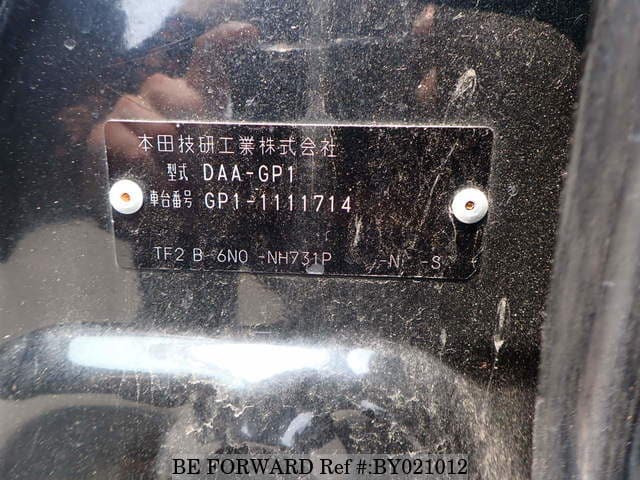 本田技研工業株式会社
型式 DAA-GP1
車台番号 GP1-1111714
TF2 B 6N0 -NH731P -N -S
BE FORWARD Ref #:BY021012